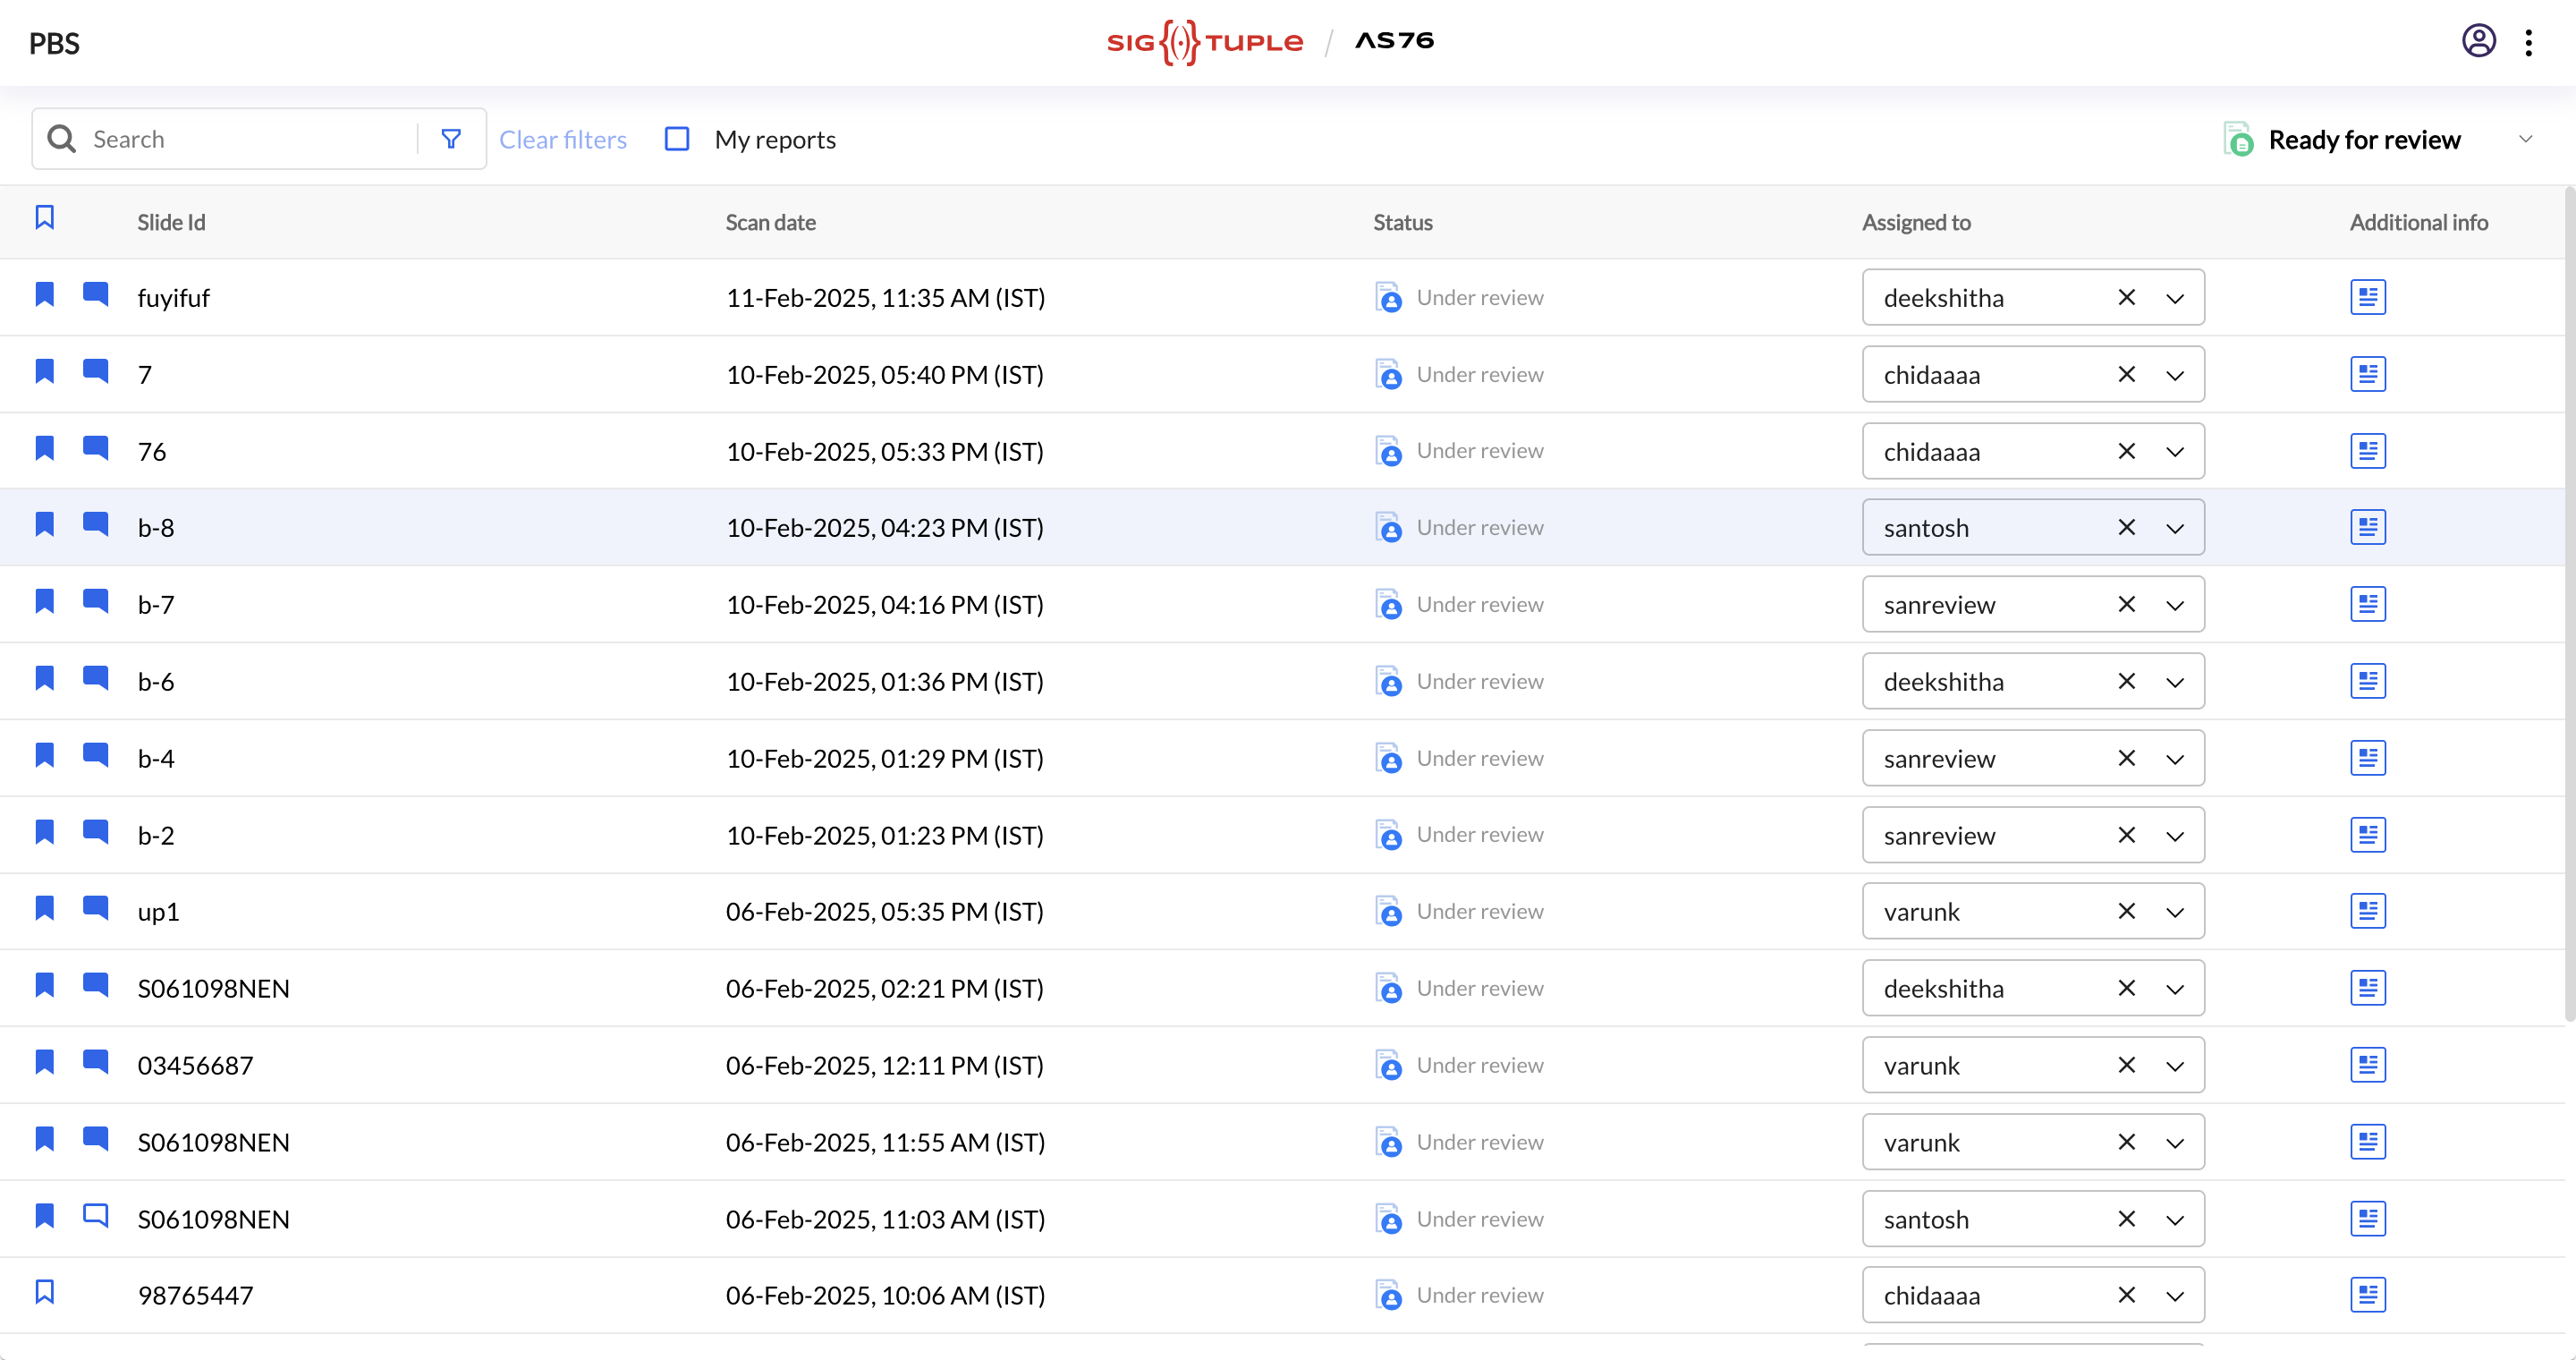 PBS
SIG{(·)}TUPLE / AS76
Search
Clear filters
My reports
Ready for review
Slide Id Scan date Status Assigned to Additional info
fuyifuf 11-Feb-2025, 11:35 AM (IST) Under review deekshitha
7 10-Feb-2025, 05:40 PM (IST) Under review chidaaaa
76 10-Feb-2025, 05:33 PM (IST) Under review chidaaaa
b-8 10-Feb-2025, 04:23 PM (IST) Under review santosh
b-7 10-Feb-2025, 04:16 PM (IST) Under review sanreview
b-6 10-Feb-2025, 01:36 PM (IST) Under review deekshitha
b-4 10-Feb-2025, 01:29 PM (IST) Under review sanreview
b-2 10-Feb-2025, 01:23 PM (IST) Under review sanreview
up1 06-Feb-2025, 05:35 PM (IST) Under review varunk
S061098NEN 06-Feb-2025, 02:21 PM (IST) Under review deekshitha
03456687 06-Feb-2025, 12:11 PM (IST) Under review varunk
S061098NEN 06-Feb-2025, 11:55 AM (IST) Under review varunk
S061098NEN 06-Feb-2025, 11:03 AM (IST) Under review santosh
98765447 06-Feb-2025, 10:06 AM (IST) Under review chidaaaa